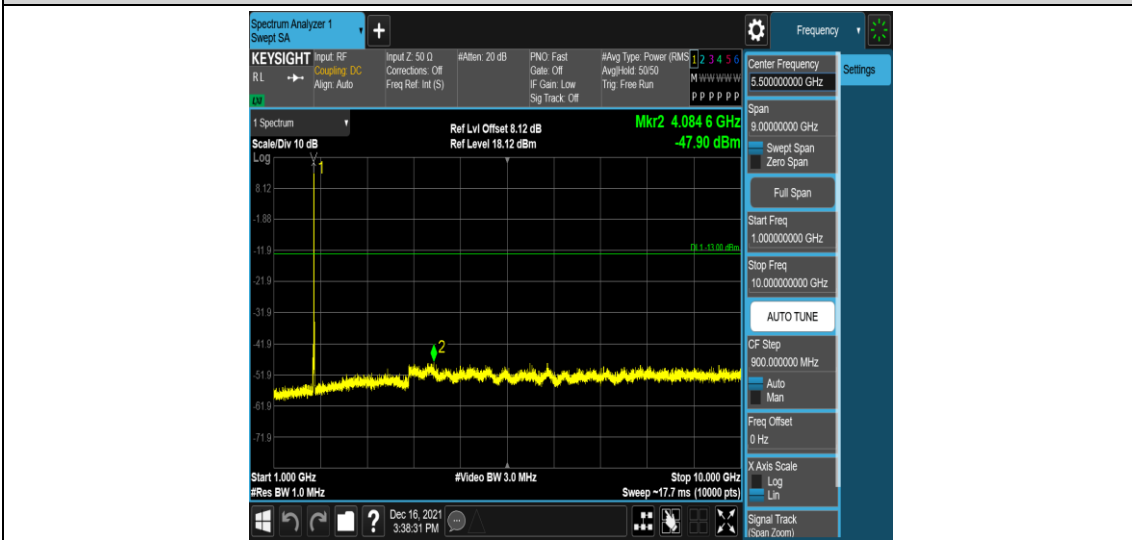 Spectrum Analyzer 1
Swept SA
+
Frequency
KEYSIGHT
RL
LXI
Input: RF
Coupling: DC
Align: Auto
Input Z: 50 Ω
Corrections: Off
Freq Ref: Int (S)
#Atten: 20 dB
PNO: Fast
Gate: Off
IF Gain: Low
Sig Track: Off
#Avg Type: Power (RMS
Avg|Hold: 50/50
Trig: Free Run
1 2 3 4 5 6
M W W W W W
P P P P P P
Center Frequency
5.500000000 GHz
Settings
Span
9.00000000 GHz
Swept Span
Zero Span
Full Span
Start Freq
1.000000000 GHz
Stop Freq
10.000000000 GHz
AUTO TUNE
CF Step
900.000000 MHz
Auto
Man
Freq Offset
0 Hz
X Axis Scale
Log
Lin
Signal Track
(Span Zoom)
1 Spectrum
Scale/Div 10 dB
Ref Lvl Offset 8.12 dB
Ref Level 18.12 dBm
Mkr2 4.084 6 GHz
-47.90 dBm
Log
1
8.12
-1.88
-11.9
DL1 -13.00 dBm
-21.9
-31.9
-41.9
2
-51.9
-61.9
-71.9
Start 1.000 GHz
#Video BW 3.0 MHz
Stop 10.000 GHz
#Res BW 1.0 MHz
Sweep ~17.7 ms (10000 pts)
?
Dec 16, 2021
3:38:31 PM